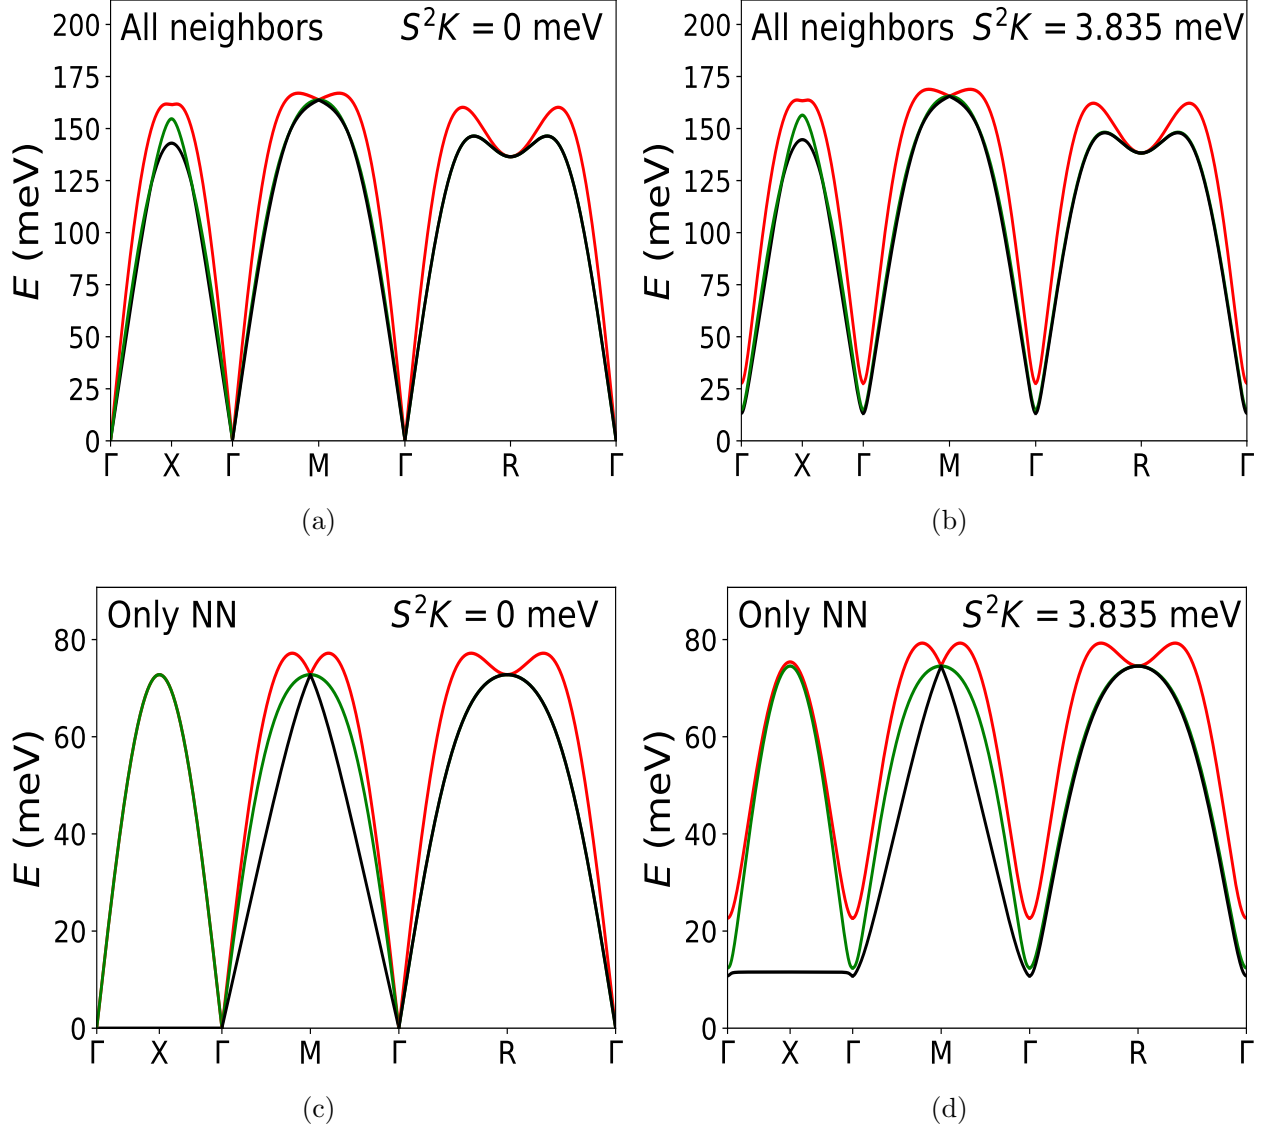 All neighbors S²K = 0 meV
200
175
150
125
100
75
50
25
0
E (meV)
Γ X Γ M Γ R Γ
(a)
All neighbors S²K = 3.835 meV
200
175
150
125
100
75
50
25
0
E (meV)
Γ X Γ M Γ R Γ
(b)
Only NN S²K = 0 meV
80
60
40
20
0
E (meV)
Γ X Γ M Γ R Γ
(c)
Only NN S²K = 3.835 meV
80
60
40
20
0
E (meV)
Γ X Γ M Γ R Γ
(d)